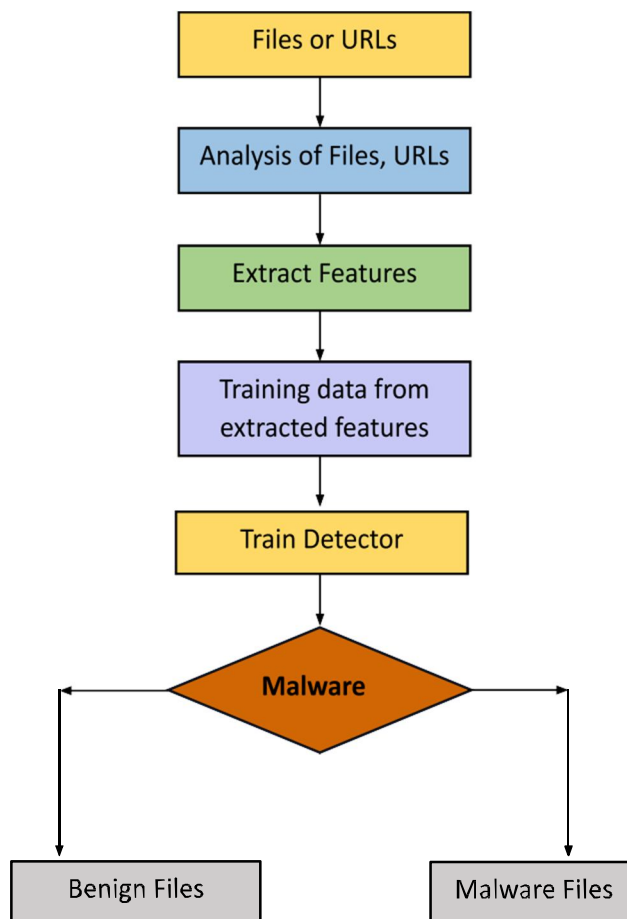 Files or URLs
Analysis of Files, URLs
Extract Features
Training data from
extracted features
Train Detector
Malware
Benign Files
Malware Files